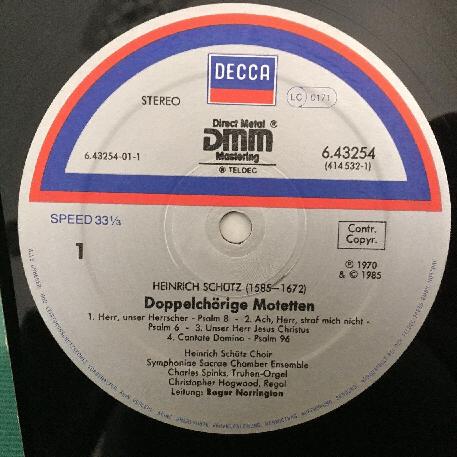 DECCA
STEREO
LC 0171
Direct Metal ®
DMM
Mastering
® TELDEC
6.43254-01-1
6.43254
(414 532-1)
SPEED 33⅓
Contr.
Copyr.
1
℗ 1970
& © 1985
HEINRICH SCHÜTZ (1585—1672)
Doppelchörige Motetten
1. Herr, unser Herrscher - Psalm 8 - 2. Ach, Herr, straf mich nicht -
Psalm 6 - 3. Unser Herr Jesus Christus
4. Cantate Domino - Psalm 96
Heinrich Schütz Choir
Symphoniae Sacrae Chamber Ensemble
Charles Spinks, Truhen-Orgel
Christopher Hogwood, Regal
Leitung: Roger Norrington